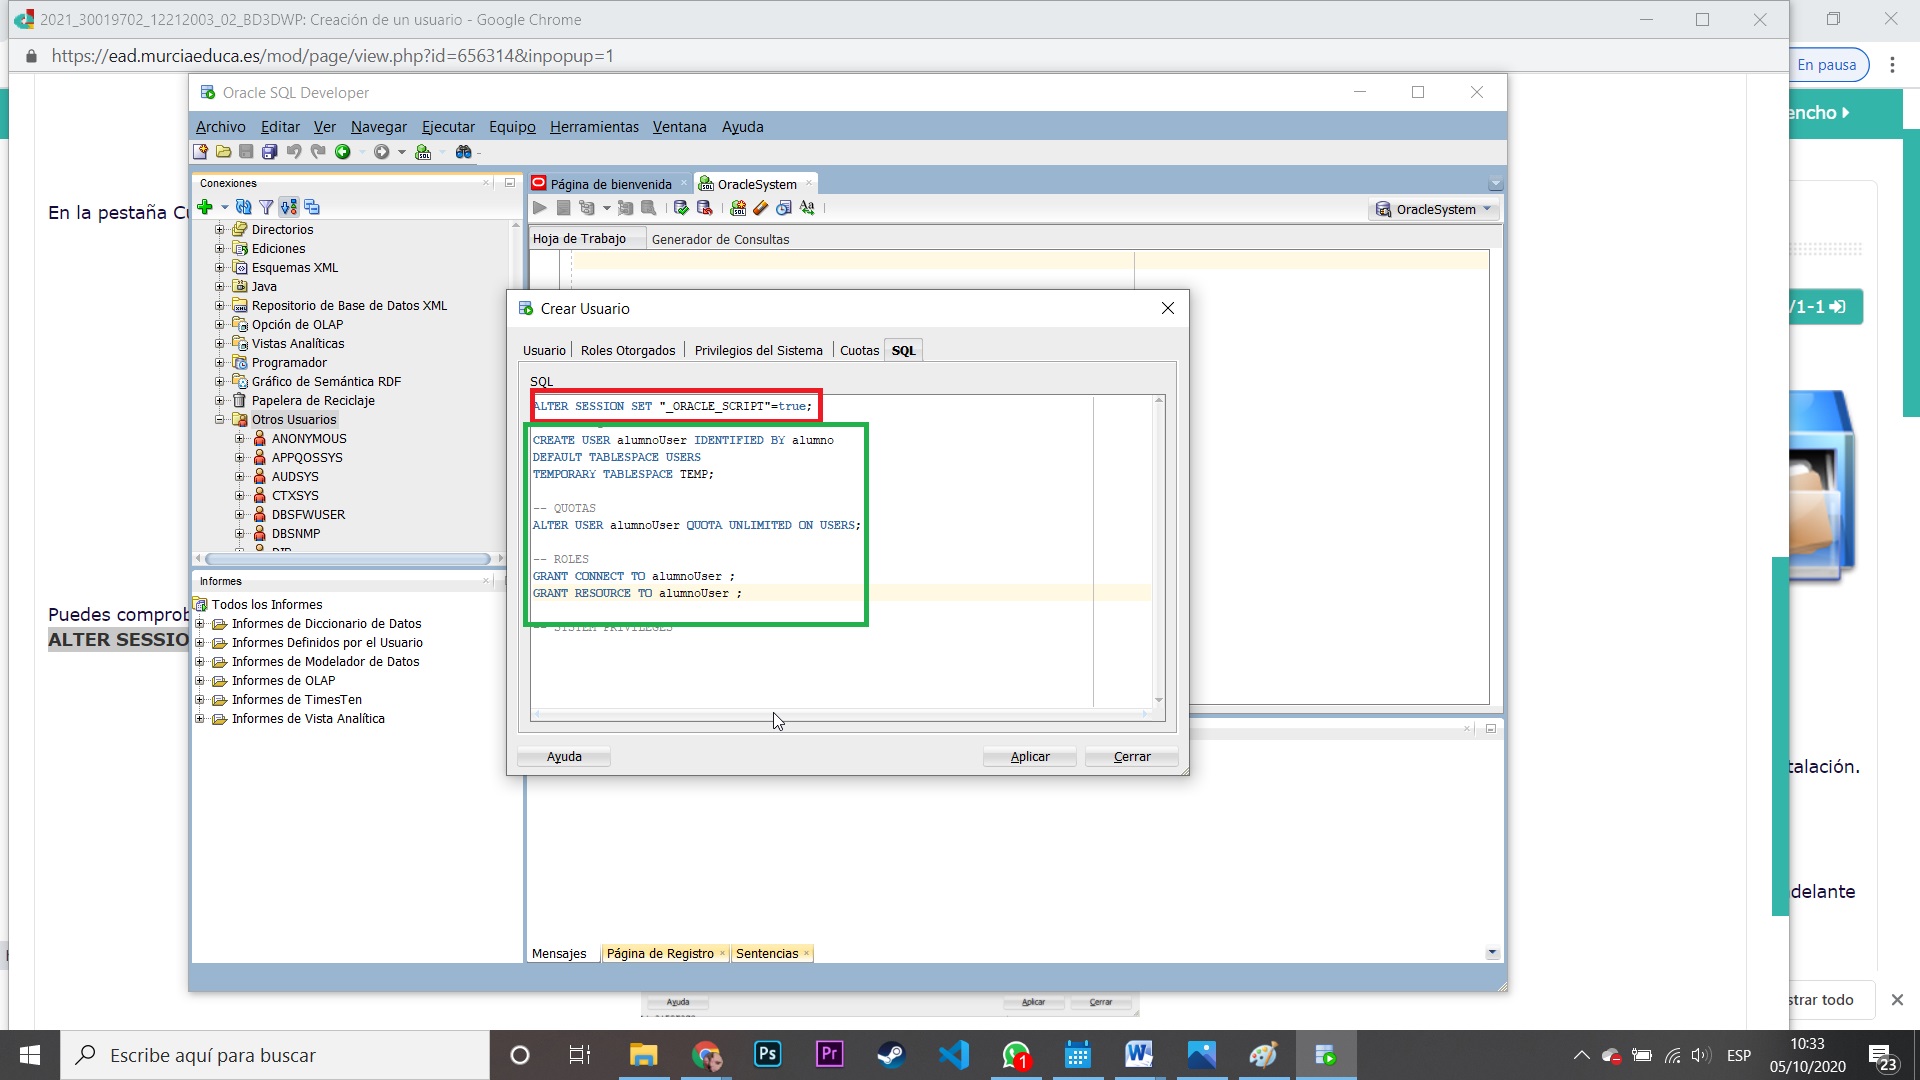 2021_30019702_12212003_02_BD3DWP: Creación de un usuario - Google Chrome
https://ead.murciaeduca.es/mod/page/view.php?id=656314&inpopup=1
En pausa
Oracle SQL Developer
Archivo Editar Ver Navegar Ejecutar Equipo Herramientas Ventana Ayuda
Conexiones
Página de bienvenida
OracleSystem
OracleSystem
Hoja de Trabajo
Generador de Consultas
En la pestaña
Directorios
Ediciones
Esquemas XML
Java
Repositorio de Base de Datos XML
Opción de OLAP
Vistas Analíticas
Programador
Gráfico de Semántica RDF
Papelera de Reciclaje
Otros Usuarios
ANONYMOUS
APPQOSSYS
AUDSYS
CTXSYS
DBSFWUSER
DBSNMP
Informes
Todos los Informes
Informes de Diccionario de Datos
Informes Definidos por el Usuario
Informes de Modelador de Datos
Informes de OLAP
Informes de TimesTen
Informes de Vista Analítica
Puedes
ALTER
Crear Usuario
Usuario
Roles Otorgados
Privilegios del Sistema
Cuotas
SQL
SQL
ALTER SESSION SET "_ORACLE_SCRIPT"=true;
CREATE USER alumnoUser IDENTIFIED BY alumno
DEFAULT TABLESPACE USERS
TEMPORARY TABLESPACE TEMP;
-- QUOTAS
ALTER USER alumnoUser QUOTA UNLIMITED ON USERS;
-- ROLES
GRANT CONNECT TO alumnoUser ;
GRANT RESOURCE TO alumnoUser ;
-- SYSTEM PRIVILEGES
Ayuda
Aplicar
Cerrar
Mensajes
Página de Registro
Sentencias
Ayuda
Aplicar
Cerrar
/1-1
todo
Escribe aquí para buscar
Ps
Pr
1
W
ESP
10:33
05/10/2020
23